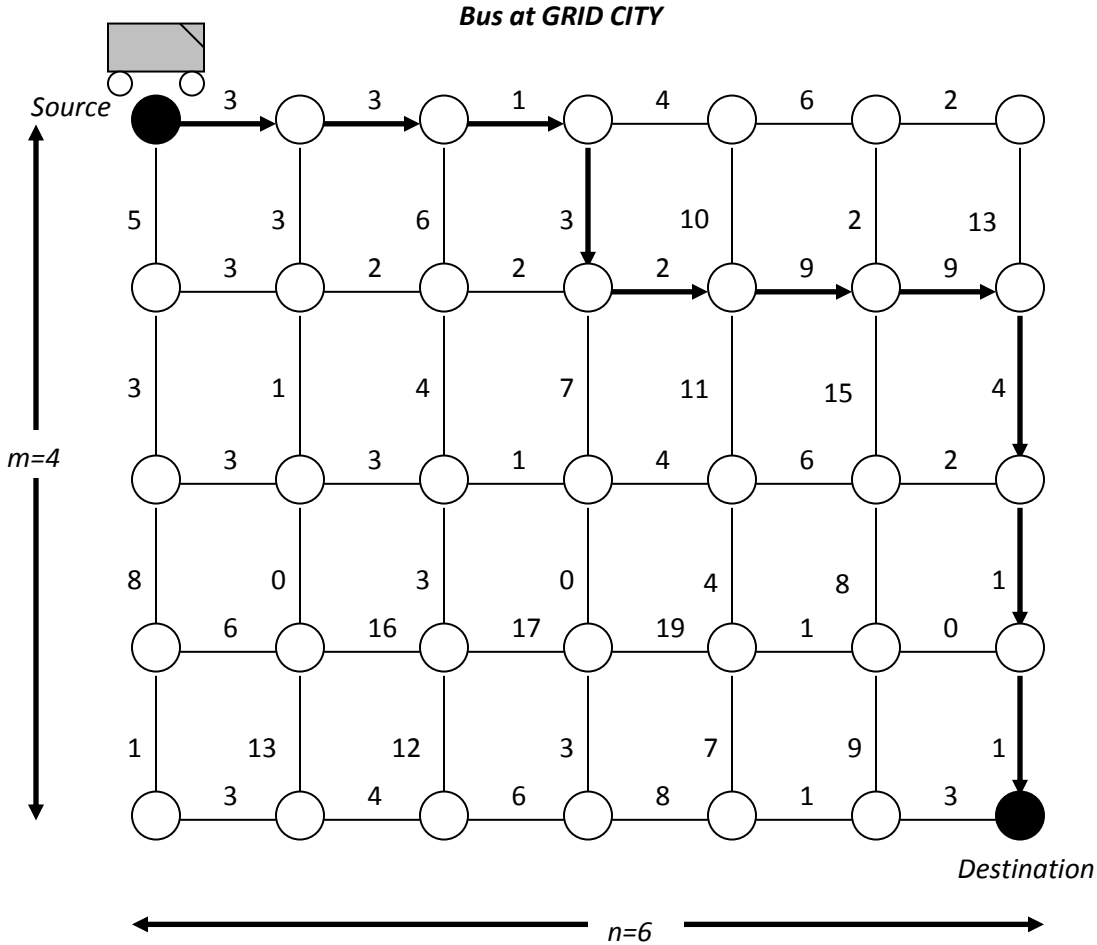 Bus at GRID CITY
Source
3 3 1 4 6 2
5 3 6 3 10 2 13
3 2 2 2 9 9
3 1 4 7 11 15 4
m=4
3 3 1 4 6 2
8 0 3 0 4 8 1
6 16 17 19 1 0
1 13 12 3 7 9 1
3 4 6 8 1 3
Destination
n=6